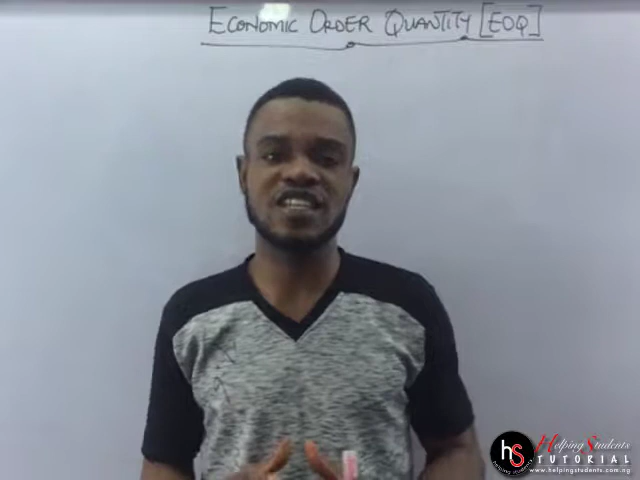 ECONOMIC ORDER QUANTITY [EOQ]
hS
Helping Students
TUTORIAL
www.helpingstudents.com.ng